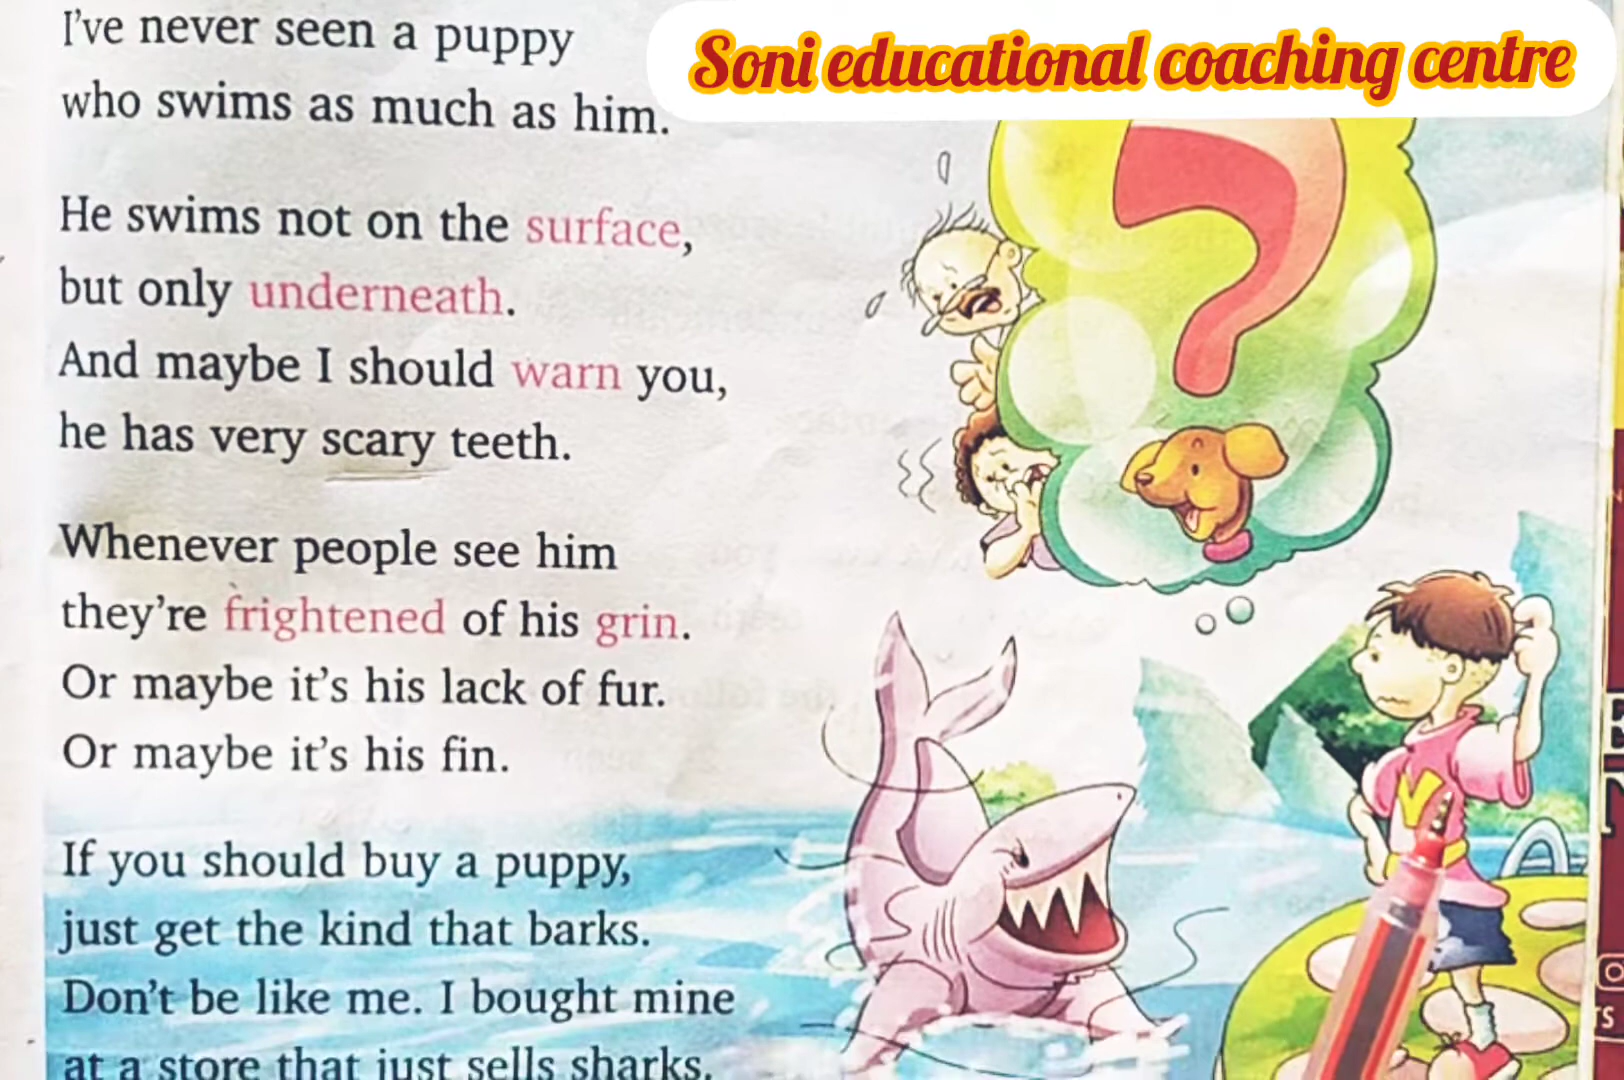 I've never seen a puppy
who swims as much as him.
He swims not on the surface,
but only underneath.
And maybe I should warn you,
he has very scary teeth.
Whenever people see him
they're frightened of his grin.
Or maybe it's his lack of fur.
Or maybe it's his fin.
If you should buy a puppy,
just get the kind that barks.
Don't be like me. I bought mine
at a store that just sells sharks.
Soni educational coaching centre
?
Y